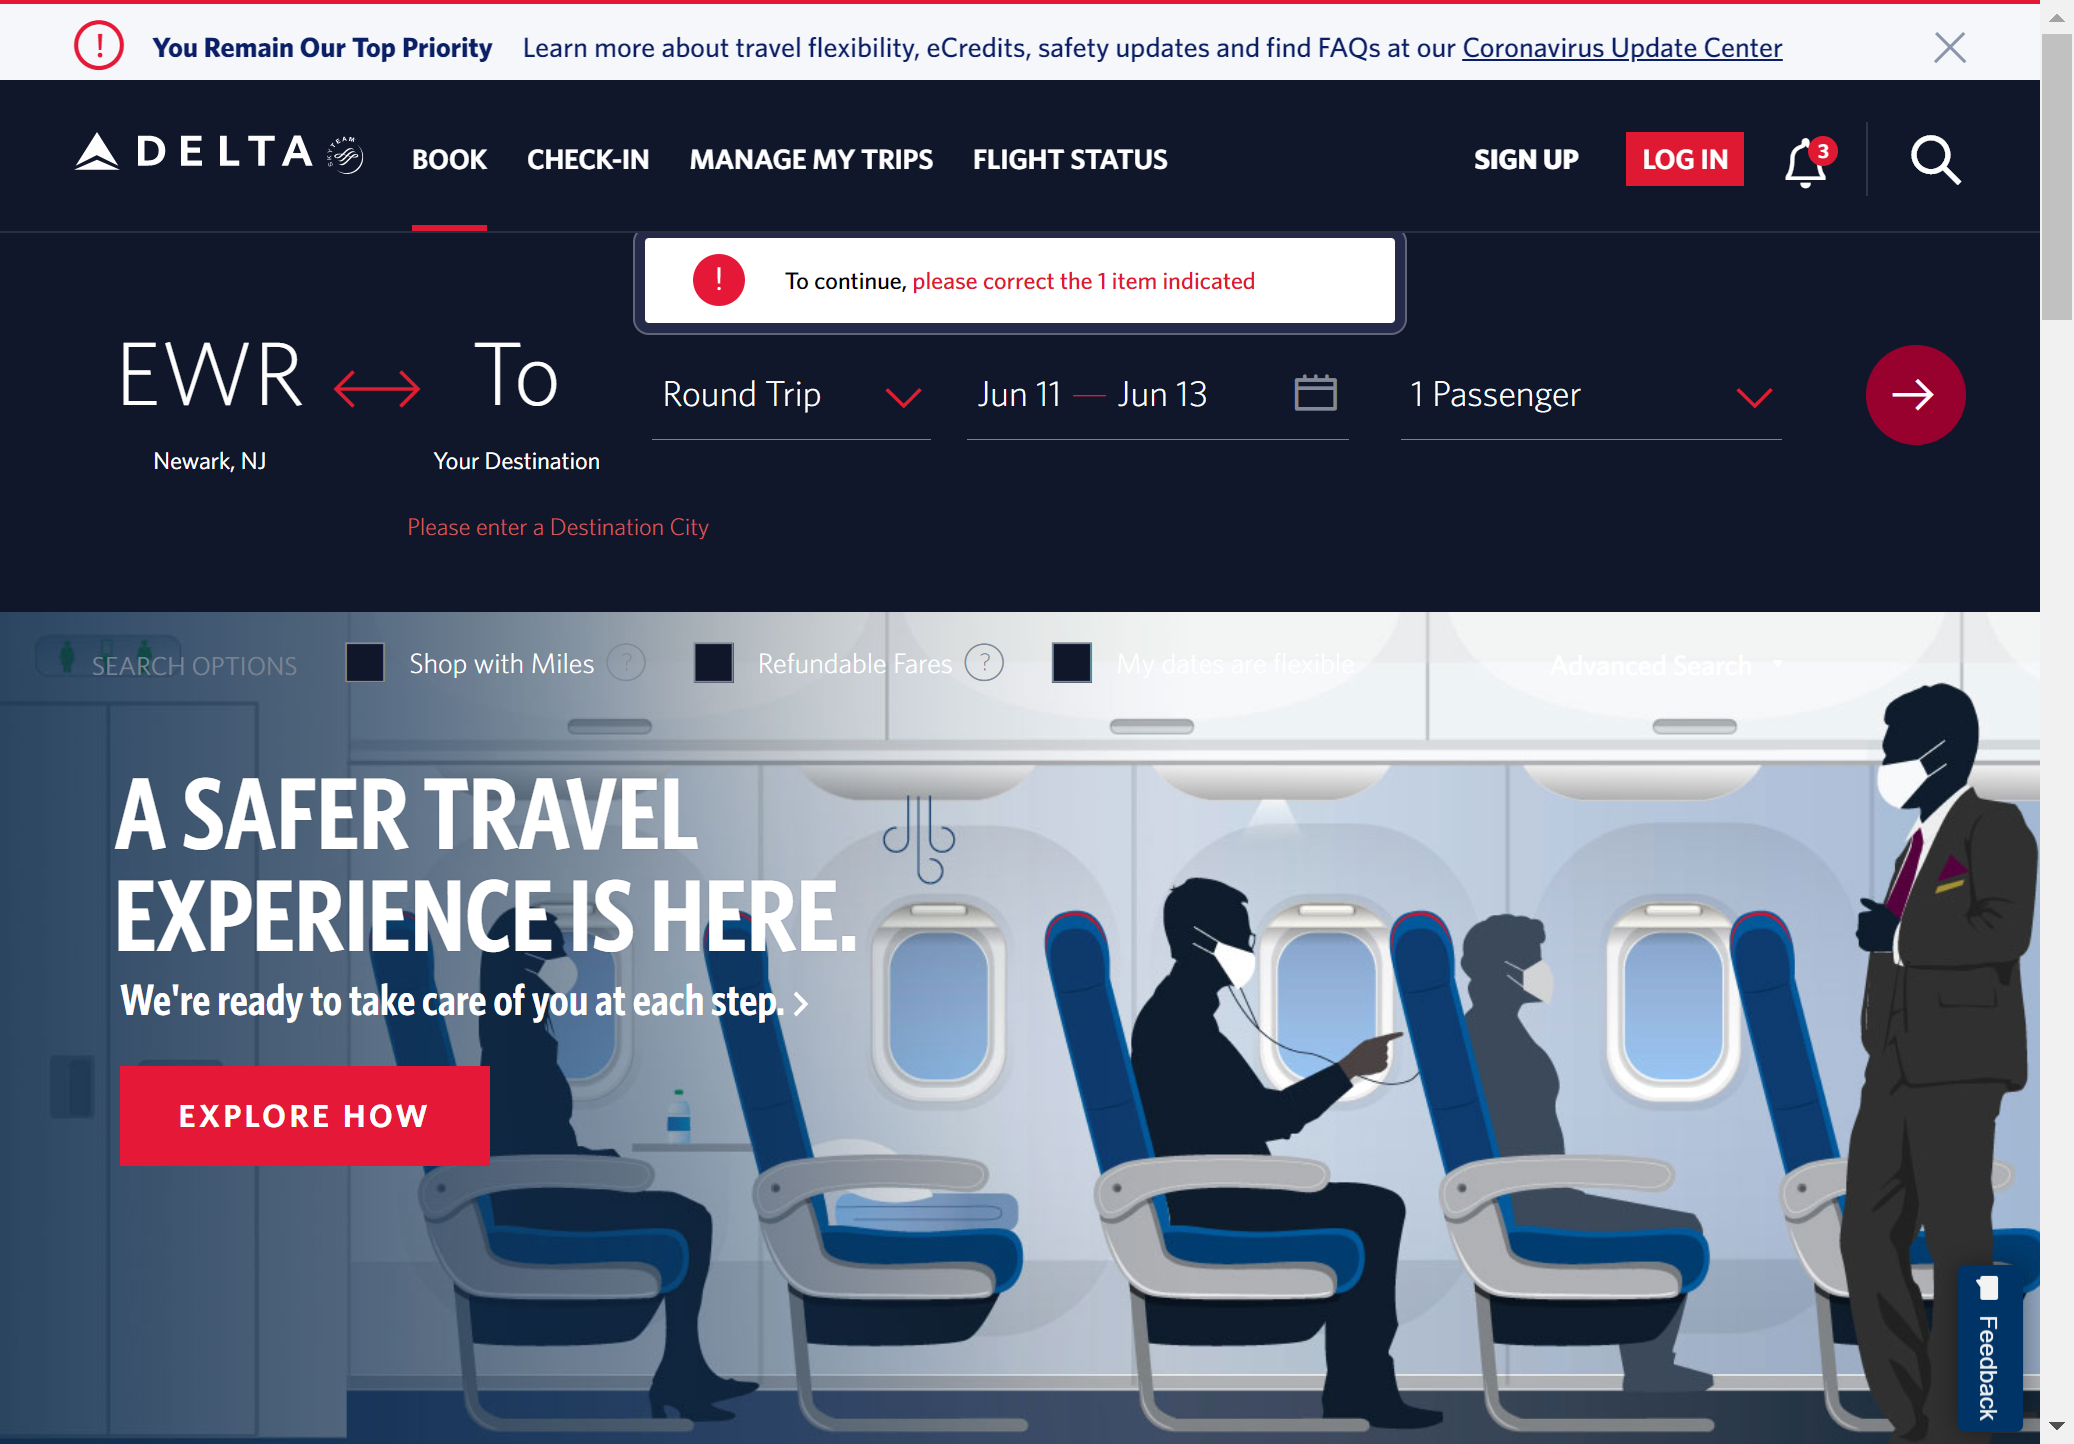 ! You Remain Our Top Priority Learn more about travel flexibility, eCredits, safety updates and find FAQs at our Coronavirus Update Center
DELTA SKYTEAM BOOK CHECK-IN MANAGE MY TRIPS FLIGHT STATUS SIGN UP LOG IN 3
! To continue, please correct the 1 item indicated
EWR To Round Trip Jun 11 — Jun 13 1 Passenger
Newark, NJ Your Destination
Please enter a Destination City
SEARCH OPTIONS Shop with Miles ? Refundable Fares ? My dates are flexible Advanced Search
A SAFER TRAVEL
EXPERIENCE IS HERE.
We're ready to take care of you at each step. >
EXPLORE HOW
Feedback